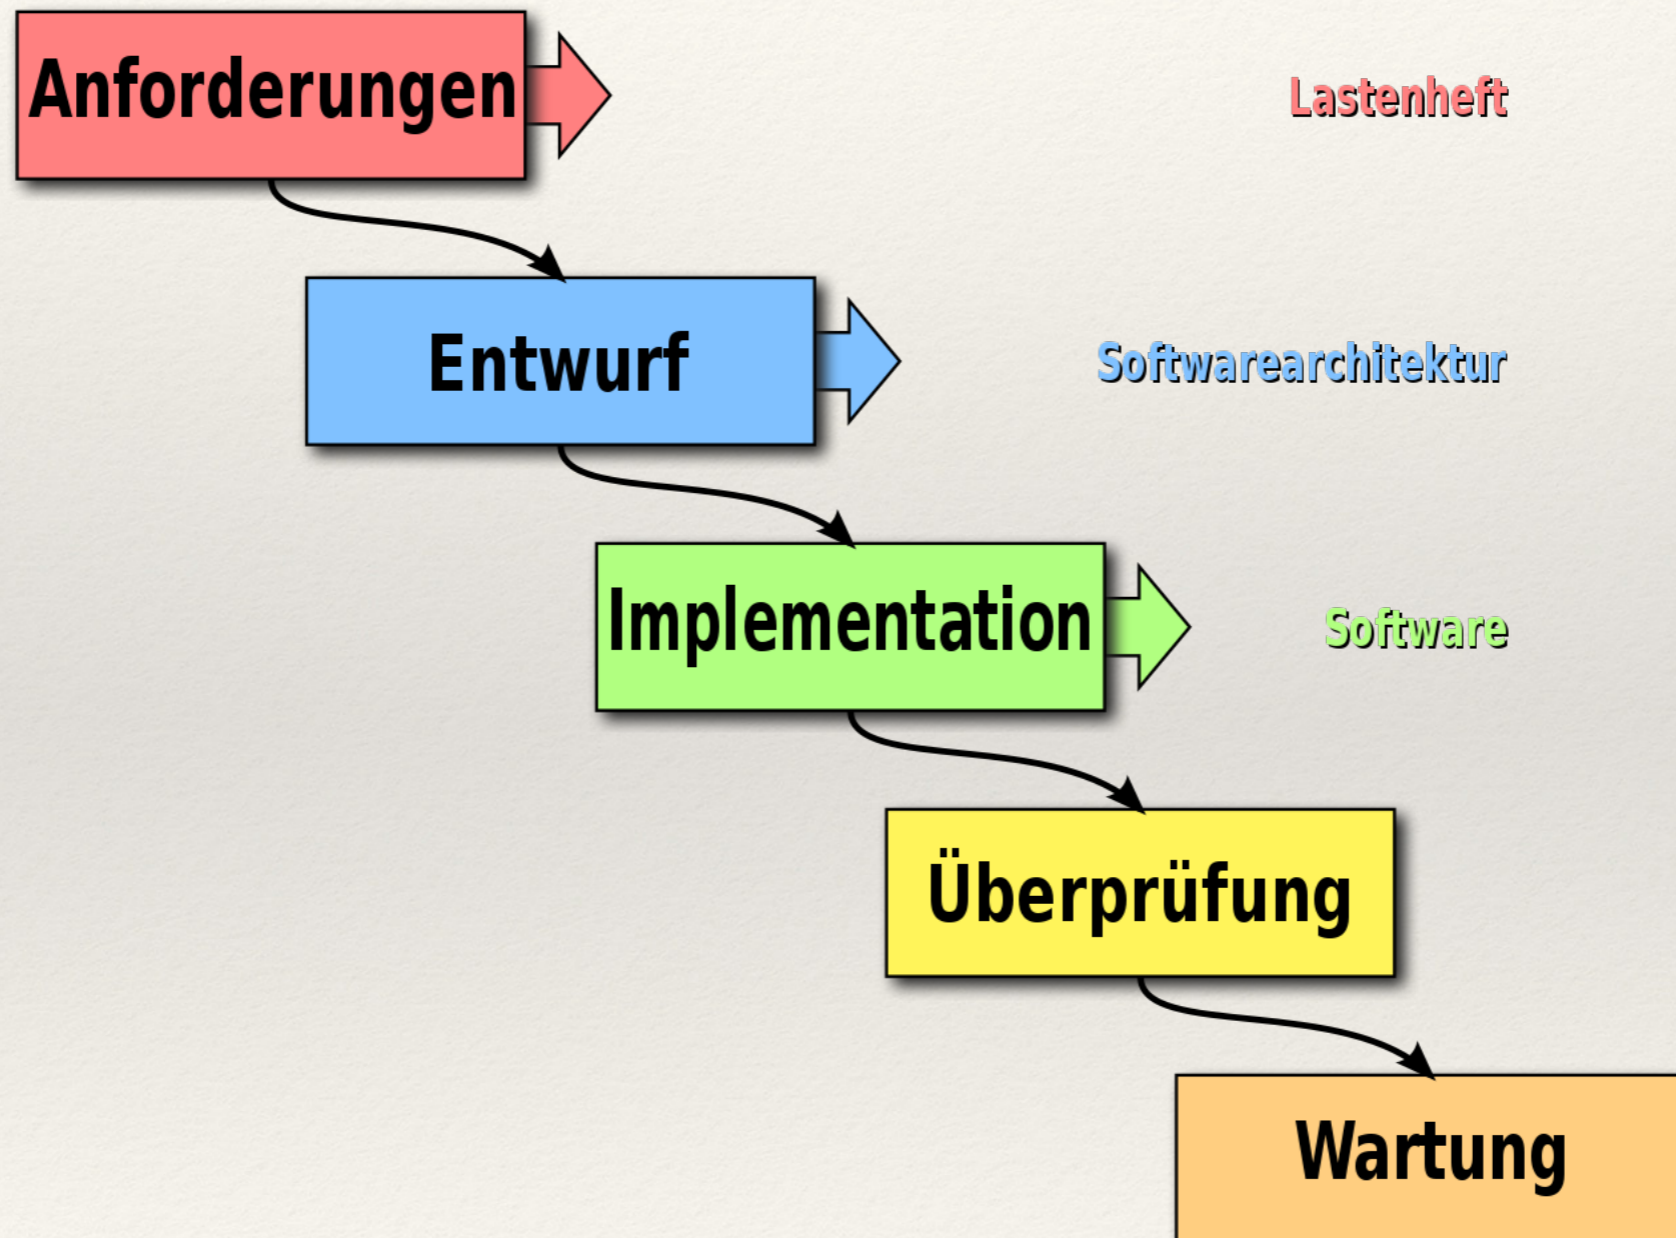 Anforderungen
Lastenheft
Entwurf
Softwarearchitektur
Implementation
Software
Überprüfung
Wartung